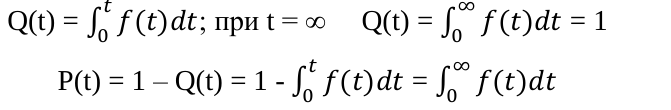 Q(t) = ∫₀ᵗ f(t)dt; при t = ∞ Q(t) = ∫₀^∞ f(t)dt = 1
P(t) = 1 – Q(t) = 1 - ∫₀ᵗ f(t)dt = ∫₀^∞ f(t)dt